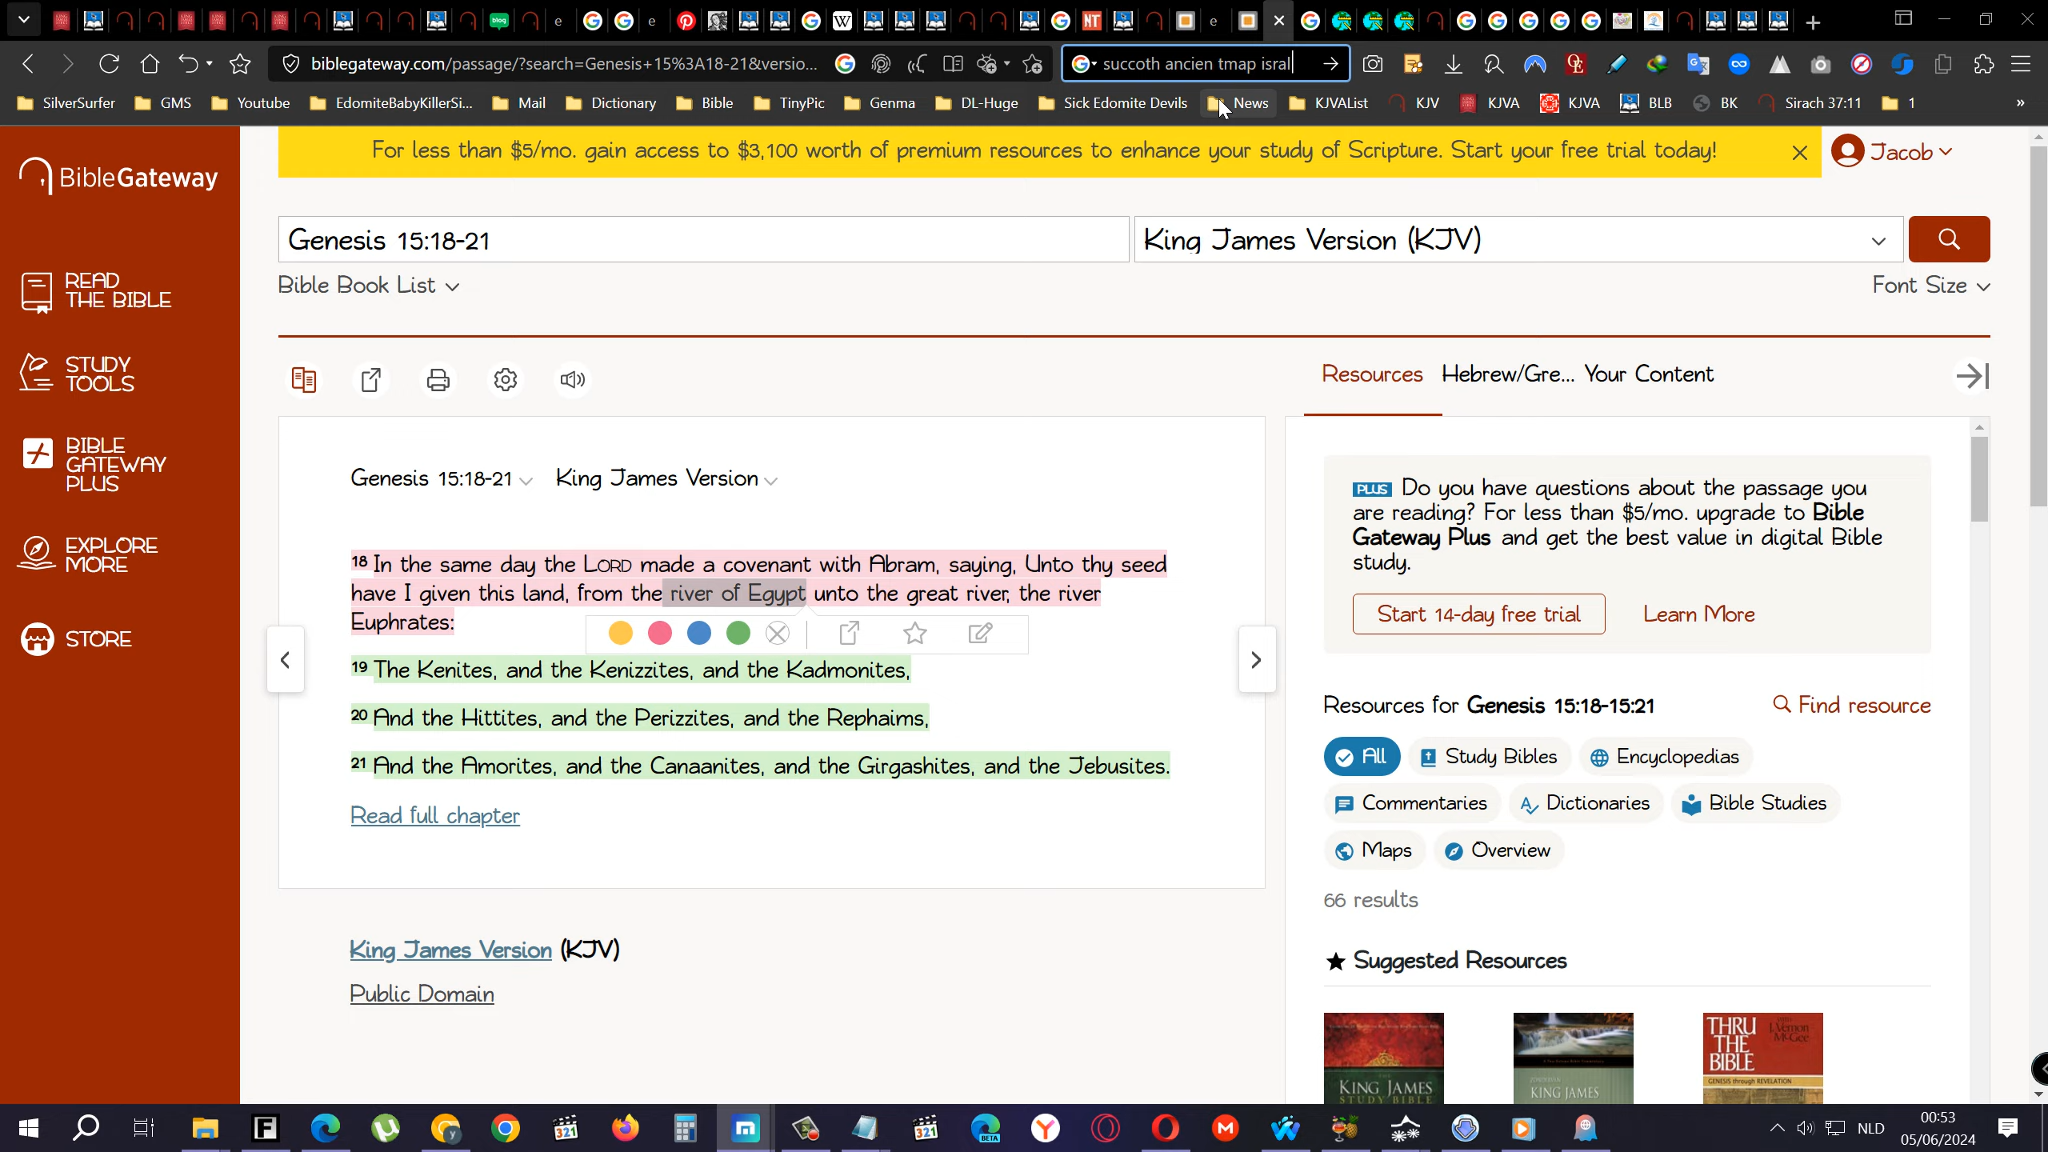 biblegateway.com/passage/?search=Genesis+15%3A18-21&versio...
succoth ancien tmap isral
SilverSurfer
GMS
Youtube
EdomiteBabyKillerSi...
Mail
Dictionary
Bible
TinyPic
Genma
DL-Huge
Sick Edomite Devils
News
KJVAList
KJV
KJVA
KJVA
BLB
BK
Sirach 37:11
1
»
For less than $5/mo. gain access to $3,100 worth of premium resources to enhance your study of Scripture. Start your free trial today!
Jacob
BibleGateway
Genesis 15:18-21
King James Version (KJV)
Bible Book List
Font Size
READ
THE BIBLE
STUDY
TOOLS
BIBLE
GATEWAY
PLUS
EXPLORE
MORE
STORE
Resources
Hebrew/Gre...
Your Content
Genesis 15:18-21
King James Version
18 In the same day the LORD made a covenant with Abram, saying, Unto thy seed
have I given this land, from the river of Egypt unto the great river, the river
Euphrates:
19 The Kenites, and the Kenizzites, and the Kadmonites,
20 And the Hittites, and the Perizzites, and the Rephaims,
21 And the Amorites, and the Canaanites, and the Girgashites, and the Jebusites.
Read full chapter
King James Version (KJV)
Public Domain
PLUS Do you have questions about the passage you
are reading? For less than $5/mo. upgrade to Bible
Gateway Plus and get the best value in digital Bible
study.
Start 14-day free trial
Learn More
Resources for Genesis 15:18-15:21
Find resource
All
Study Bibles
Encyclopedias
Commentaries
Dictionaries
Bible Studies
Maps
Overview
66 results
Suggested Resources
KING JAMES
STUDY BIBLE
KING JAMES
THRU
THE
BIBLE
J. Vernon
McGee
GENESIS through REVELATION
NLD
00:53
05/06/2024